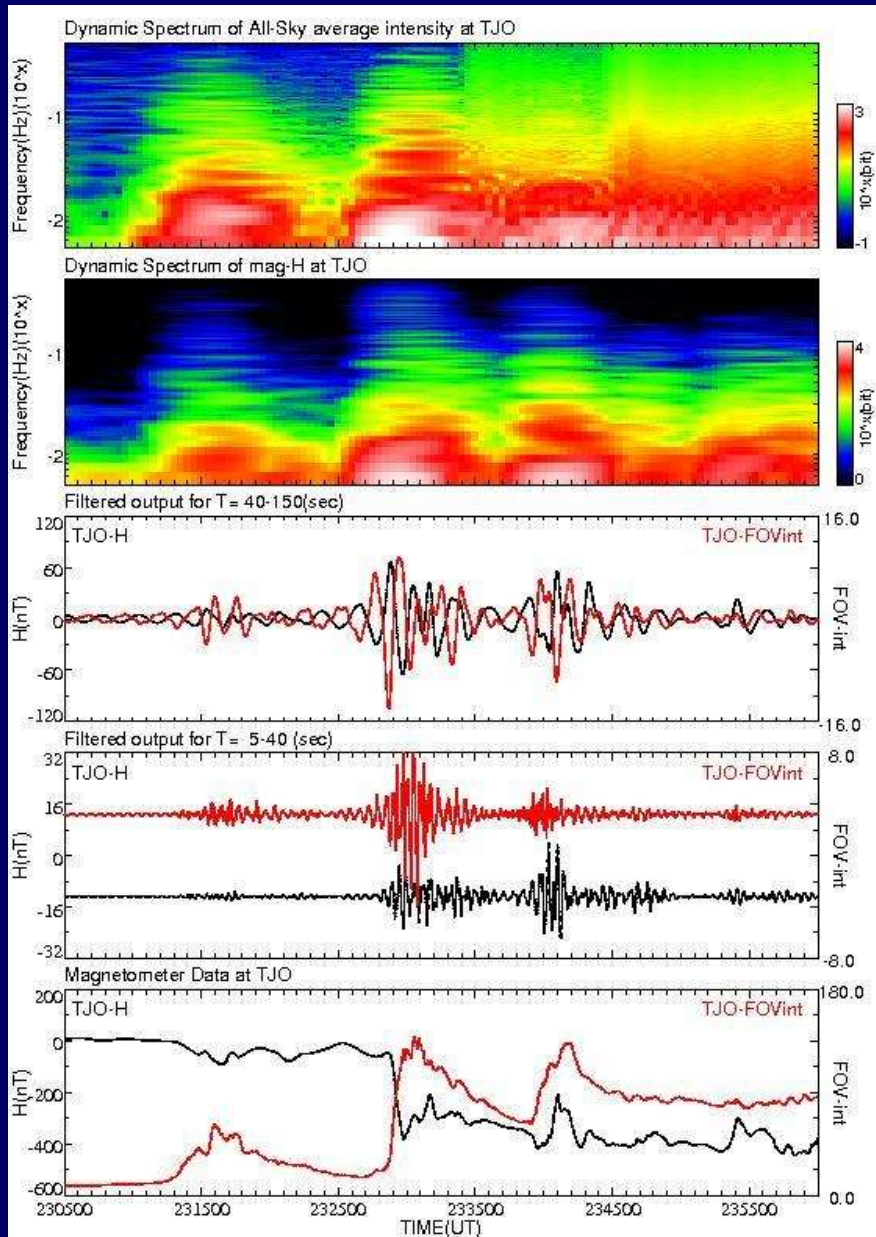 Dynamic Spectrum of All-Sky average intensity at TJO
Frequency(Hz)(10^x)
-1
-2
3
10^x(bit)
-1
Dynamic Spectrum of mag-H at TJO
Frequency(Hz)(10^x)
-1
-2
4
10^x(bit)
0
Filtered output for T= 40-150(sec)
TJO-H
TJO-FOVint
H(nT)
120
60
0
-60
-120
16.0
FOV-int
-16.0
Filtered output for T= 5-40 (sec)
TJO-H
TJO-FOVint
H(nT)
32
16
0
-16
-32
8.0
FOV-int
-8.0
Magnetometer Data at TJO
TJO-H
TJO-FOVint
H(nT)
200
0
-200
-400
-600
180.0
FOV-int
0.0
230500 231500 232500 233500 234500 235500
TIME(UT)